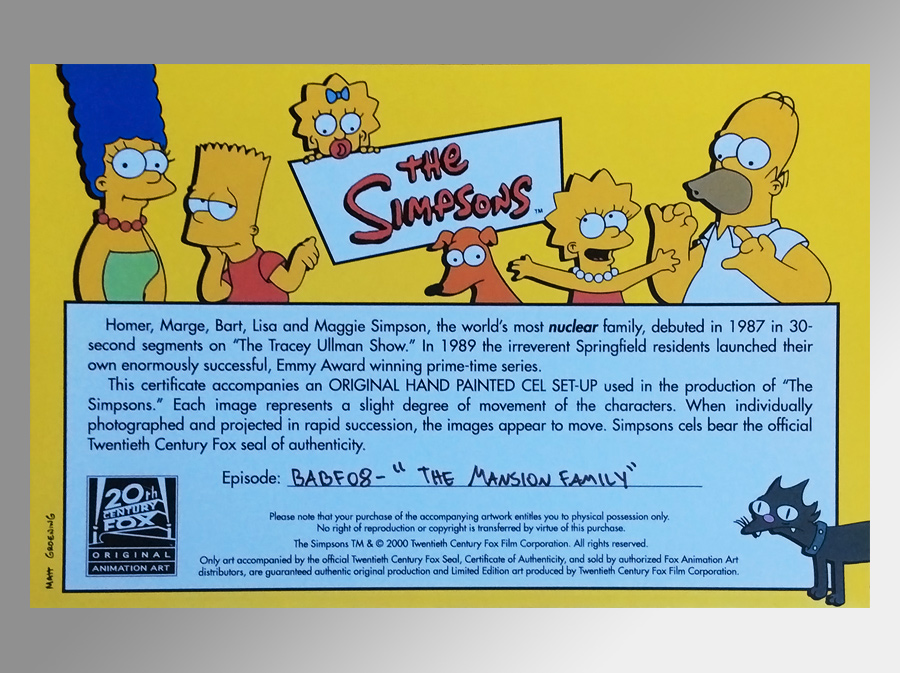 THE
SIMPSONS™
Homer, Marge, Bart, Lisa and Maggie Simpson, the world's most nuclear family, debuted in 1987 in 30-
second segments on "The Tracey Ullman Show." In 1989 the irreverent Springfield residents launched their
own enormously successful, Emmy Award winning prime-time series.
This certificate accompanies an ORIGINAL HAND PAINTED CEL SET-UP used in the production of "The
Simpsons." Each image represents a slight degree of movement of the characters. When individually
photographed and projected in rapid succession, the images appear to move. Simpsons cels bear the official
Twentieth Century Fox seal of authenticity.
Episode: BABF08-"THE MANSION FAMILY"
20th
CENTURY
FOX
ORIGINAL
ANIMATION ART
Please note that your purchase of the accompanying artwork entitles you to physical possession only.
No right of reproduction or copyright is transferred by virtue of this purchase.
The Simpsons TM & © 2000 Twentieth Century Fox Film Corporation. All rights reserved.
Only art accompanied by the official Twentieth Century Fox Seal, Certificate of Authenticity, and sold by authorized Fox Animation Art
distributors, are guaranteed authentic original production and Limited Edition art produced by Twentieth Century Fox Film Corporation.
MATT GROENING